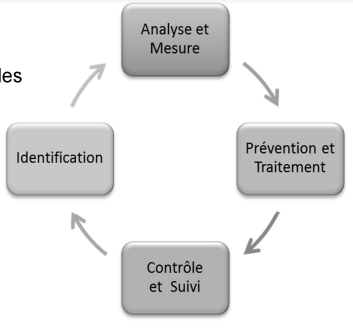 Analyse et
Mesure
les
Identification
Prévention et
Traitement
Contrôle
et Suivi